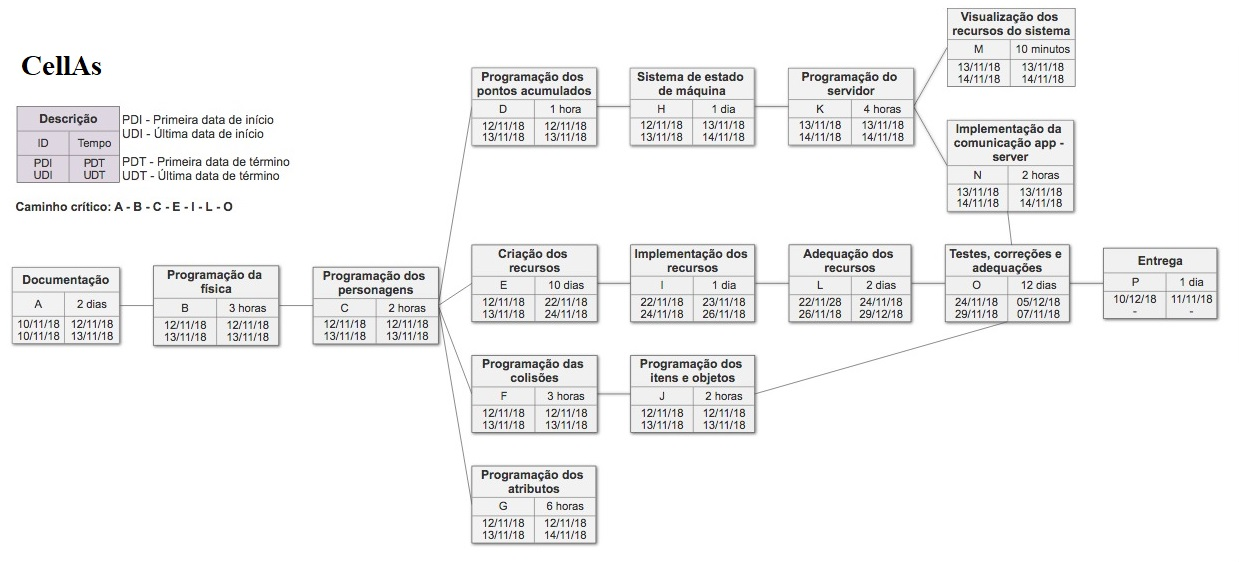 CellAs
Descrição
ID Tempo
PDI PDT
UDI UDT
PDI - Primeira data de início
UDI - Última data de início
PDT - Primeira data de término
UDT - Última data de término
Caminho crítico: A - B - C - E - I - L - O
Documentação
A 2 dias
10/11/18 12/11/18
10/11/18 13/11/18
Programação da
física
B 3 horas
12/11/18 12/11/18
13/11/18 13/11/18
Programação dos
personagens
C 2 horas
12/11/18 12/11/18
13/11/18 13/11/18
Programação dos
pontos acumulados
D 1 hora
12/11/18 12/11/18
13/11/18 13/11/18
Sistema de estado
de máquina
H 1 dia
12/11/18 13/11/18
13/11/18 14/11/18
Programação do
servidor
K 4 horas
13/11/18 13/11/18
14/11/18 14/11/18
Visualização dos
recursos do sistema
M 10 minutos
13/11/18 13/11/18
14/11/18 14/11/18
Implementação da
comunicação app -
server
N 2 horas
13/11/18 13/11/18
14/11/18 14/11/18
Criação dos
recursos
E 10 dias
12/11/18 22/11/18
13/11/18 24/11/18
Implementação dos
recursos
I 1 dia
22/11/18 23/11/18
24/11/18 26/11/18
Adequação dos
recursos
L 2 dias
22/11/28 24/11/18
26/11/18 29/12/18
Testes, correções e
adequações
O 12 dias
24/11/18 05/12/18
29/11/18 07/11/18
Entrega
P 1 dia
10/12/18 11/11/18
- -
Programação das
colisões
F 3 horas
12/11/18 12/11/18
13/11/18 13/11/18
Programação dos
itens e objetos
J 2 horas
12/11/18 12/11/18
13/11/18 13/11/18
Programação dos
atributos
G 6 horas
12/11/18 12/11/18
13/11/18 14/11/18